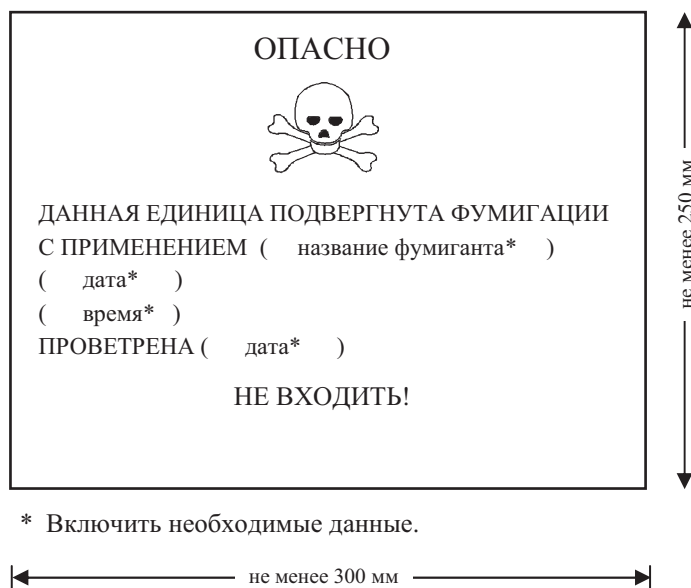 ОПАСНО
ДАННАЯ ЕДИНИЦА ПОДВЕРГНУТА ФУМИГАЦИИ
С ПРИМЕНЕНИЕМ ( название фумиганта* )
( дата* )
( время* )
ПРОВЕТРЕНА ( дата* )
НЕ ВХОДИТЬ!
не менее 250 мм
* Включить необходимые данные.
не менее 300 мм